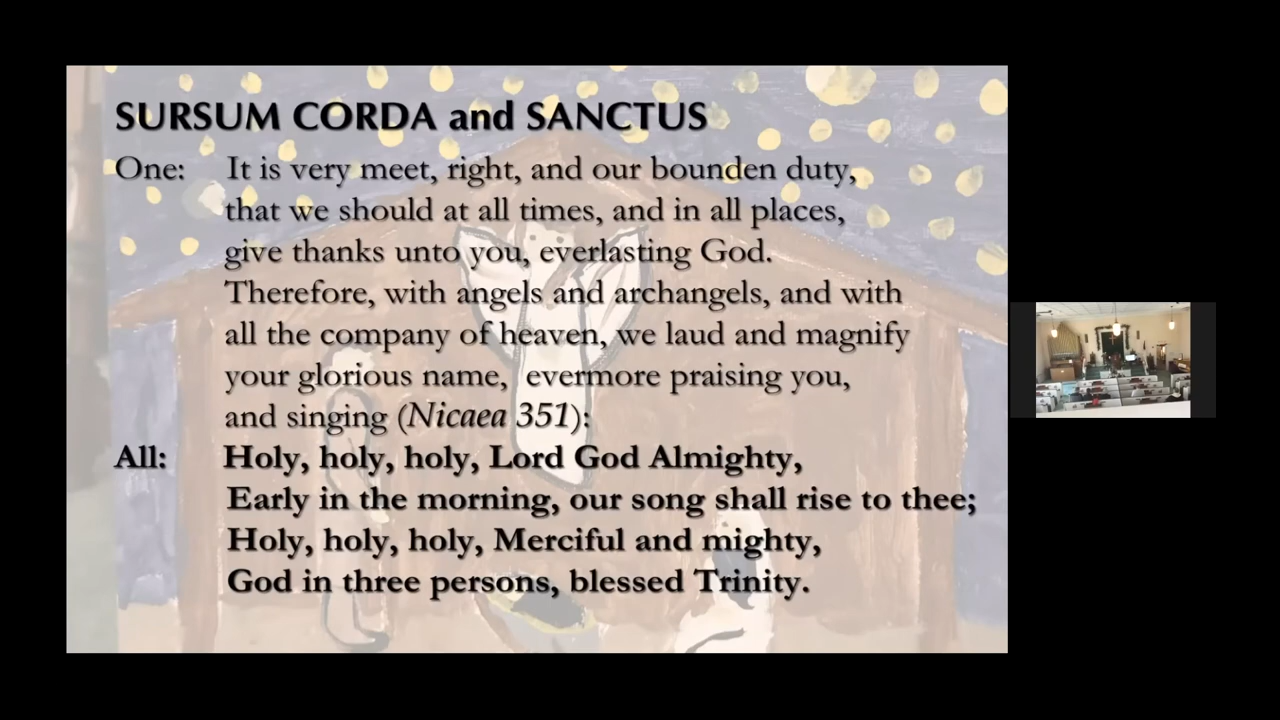 SURSUM CORDA and SANCTUS
One: It is very meet, right, and our bounden duty,
that we should at all times, and in all places,
give thanks unto you, everlasting God.
Therefore, with angels and archangels, and with
all the company of heaven, we laud and magnify
your glorious name, evermore praising you,
and singing (Nicaea 351):
All: Holy, holy, holy, Lord God Almighty,
Early in the morning, our song shall rise to thee;
Holy, holy, holy, Merciful and mighty,
God in three persons, blessed Trinity.